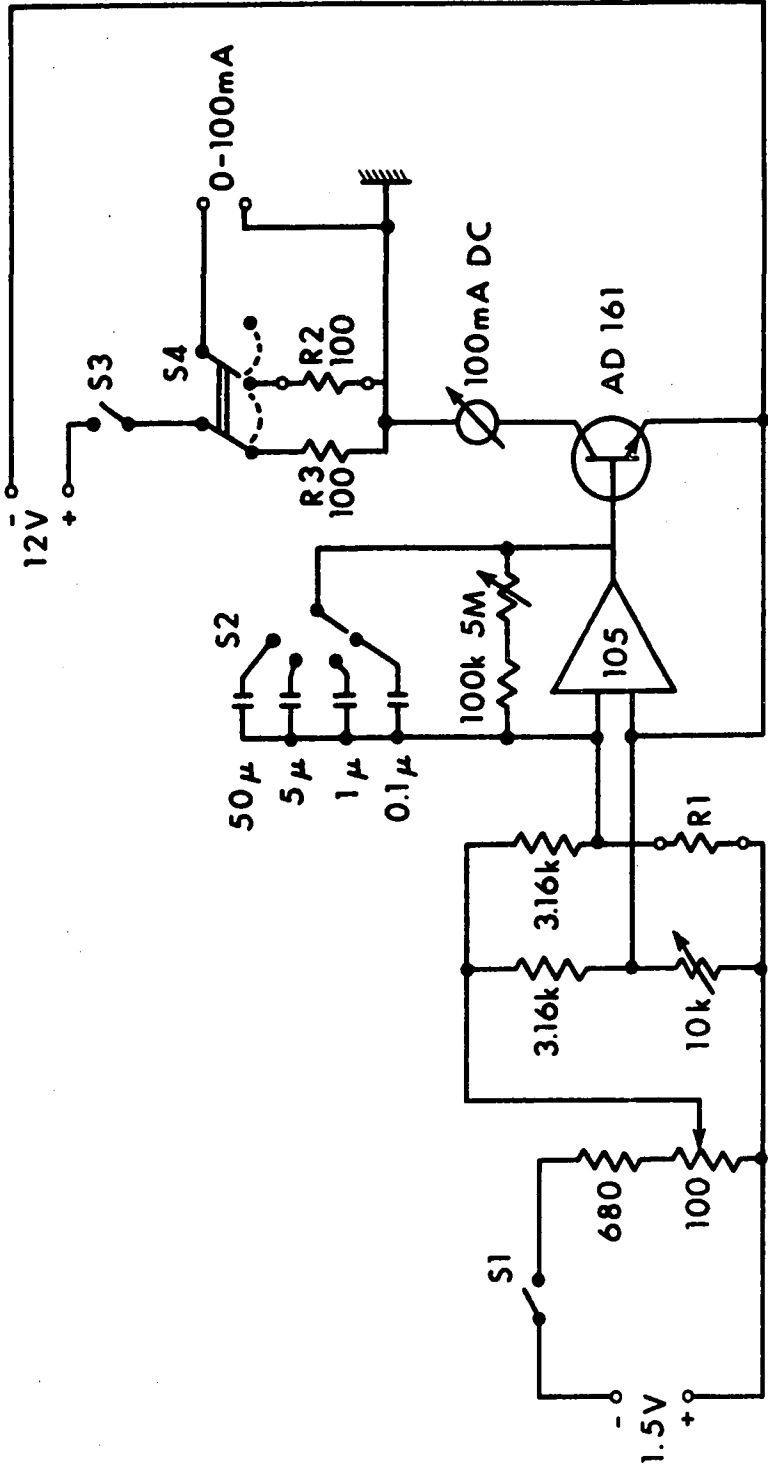 -
12V
+
S3
S4
0-100mA
R3
100
R2
100
100mA DC
AD 161
S2
50µ
5µ
1µ
0.1µ
100k 5M
105
3.16k
3.16k
10k
R1
S1
680
100
-
1.5V
+